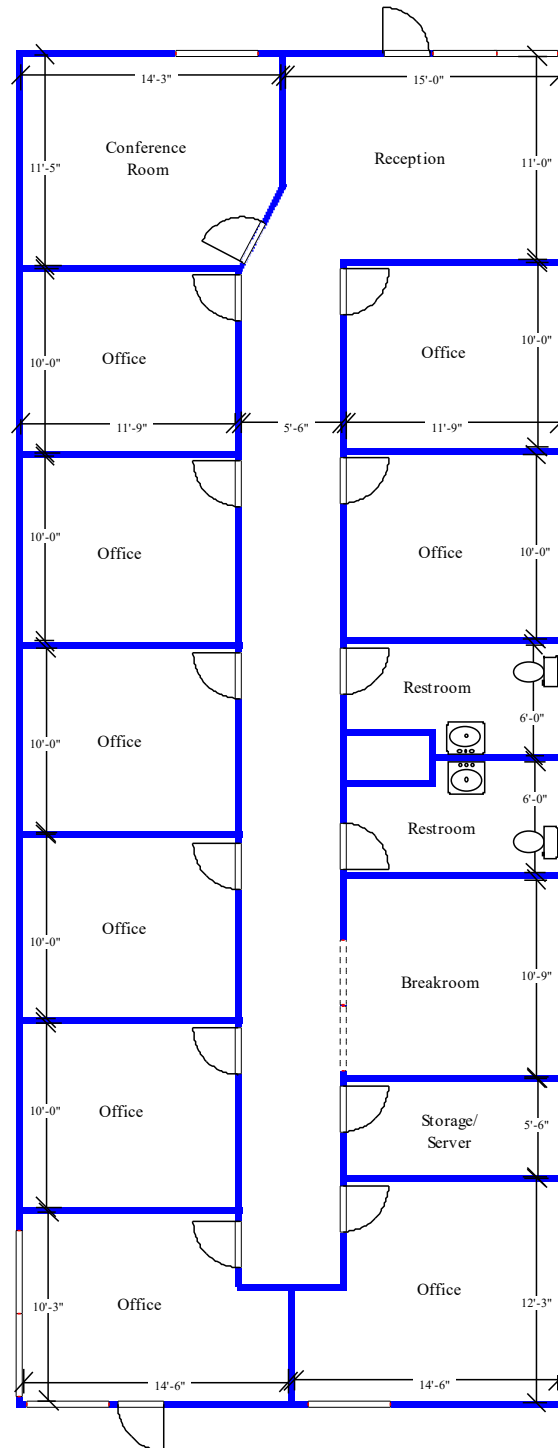 14'-3"
15'-0"
Conference
Room
Reception
11'-5"
11'-0"
10'-0"
Office
Office
10'-0"
11'-9"
5'-6"
11'-9"
10'-0"
Office
Office
10'-0"
Restroom
6'-0"
10'-0"
Office
6'-0"
Restroom
10'-0"
Office
Breakroom
10'-9"
10'-0"
Office
Storage/
Server
5'-6"
10'-3"
Office
Office
12'-3"
14'-6"
14'-6"